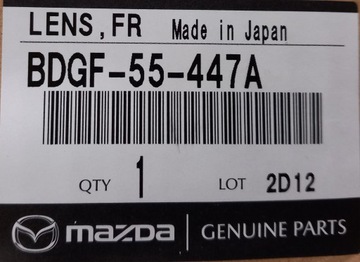 LENS,FR Made in Japan
BDGF-55-447A
QTY 1 LOT 2D12
mazda GENUINE PARTS